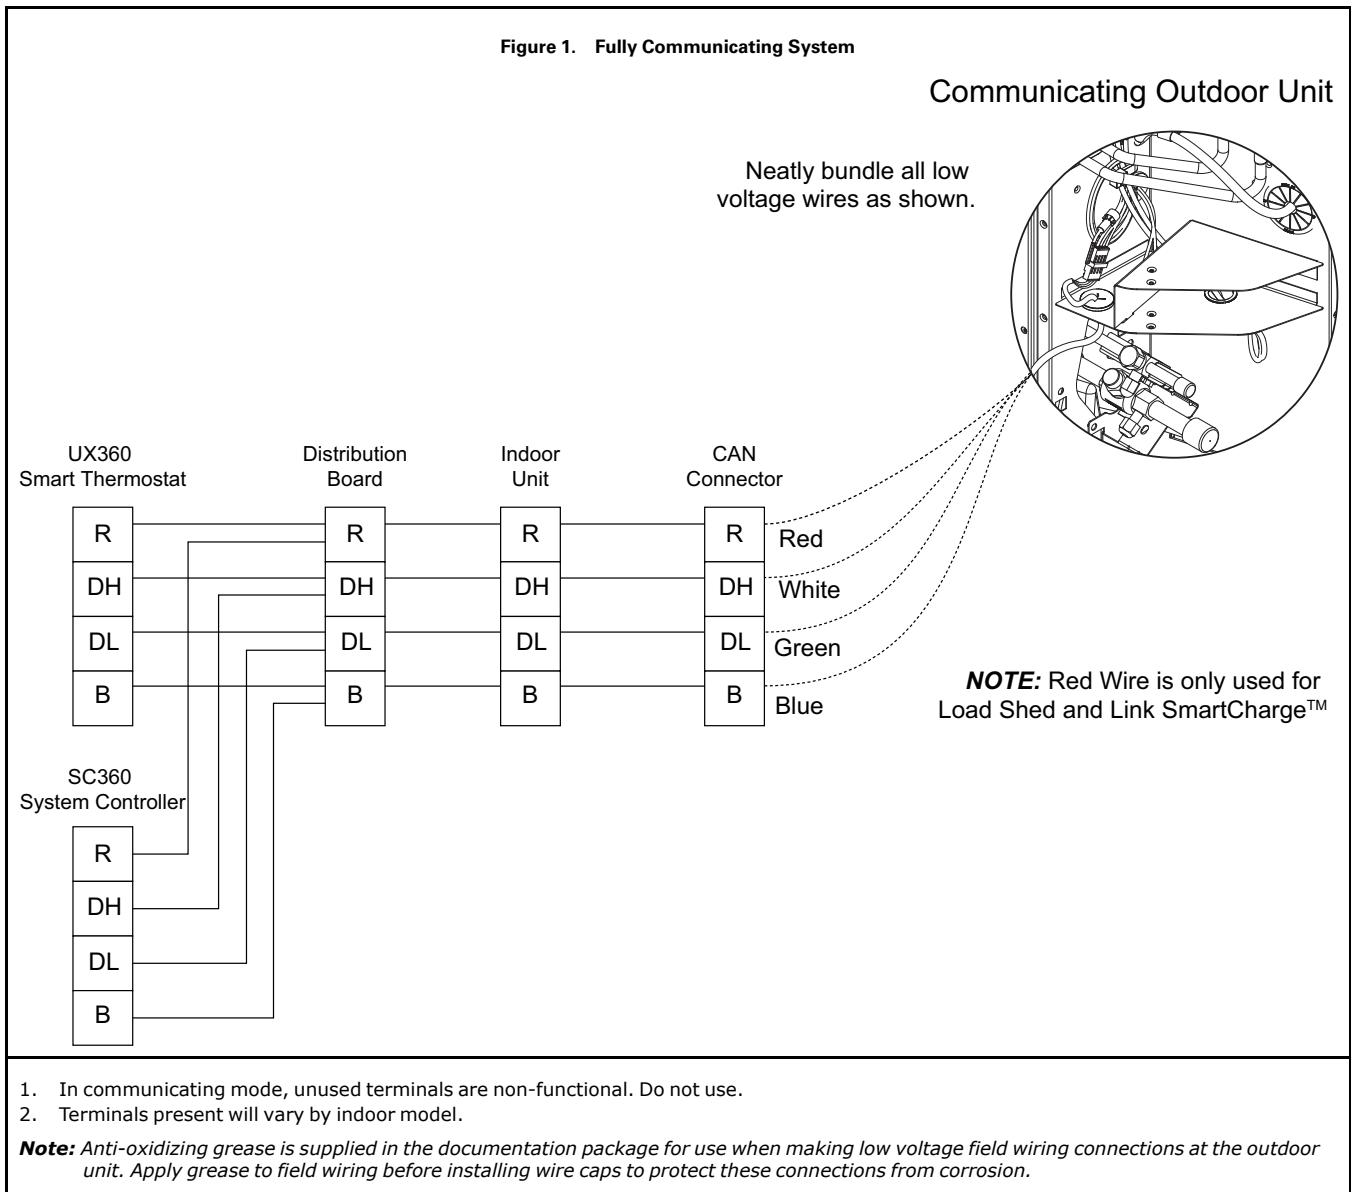 Figure 1. Fully Communicating System
Communicating Outdoor Unit
Neatly bundle all low
voltage wires as shown.
UX360
Smart Thermostat
Distribution
Board
Indoor
Unit
CAN
Connector
R
R
R
R
Red
DH
DH
DH
DH
White
DL
DL
DL
DL
Green
B
B
B
B
Blue
NOTE: Red Wire is only used for
Load Shed and Link SmartCharge™
SC360
System Controller
R
DH
DL
B
1. In communicating mode, unused terminals are non-functional. Do not use.
2. Terminals present will vary by indoor model.
Note: Anti-oxidizing grease is supplied in the documentation package for use when making low voltage field wiring connections at the outdoor
unit. Apply grease to field wiring before installing wire caps to protect these connections from corrosion.